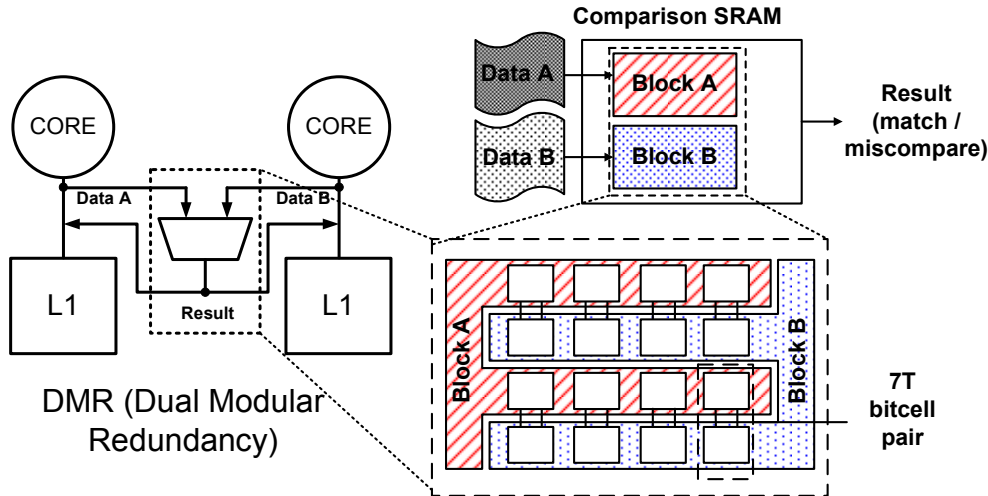 Comparison SRAM
Data A
Block A
Data B
Block B
Result
(match /
miscompare)
CORE
CORE
Data A
Data B
L1
L1
Result
DMR (Dual Modular
Redundancy)
Block A
Block B
7T
bitcell
pair